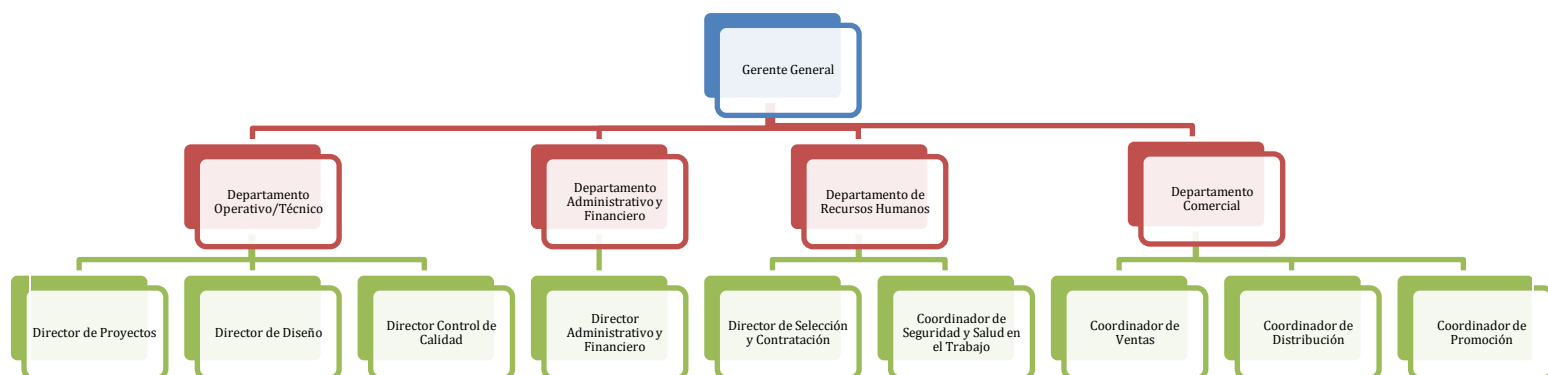 Gerente General
Departamento
Operativo/Técnico
Departamento
Administrativo y
Financiero
Departamento de
Recursos Humanos
Departamento
Comercial
Director de Proyectos
Director de Diseño
Director Control de
Calidad
Director
Administrativo y
Financiero
Director de Selección
y Contratación
Coordinador de
Seguridad y Salud en
el Trabajo
Coordinador de
Ventas
Coordinador de
Distribución
Coordinador de
Promoción